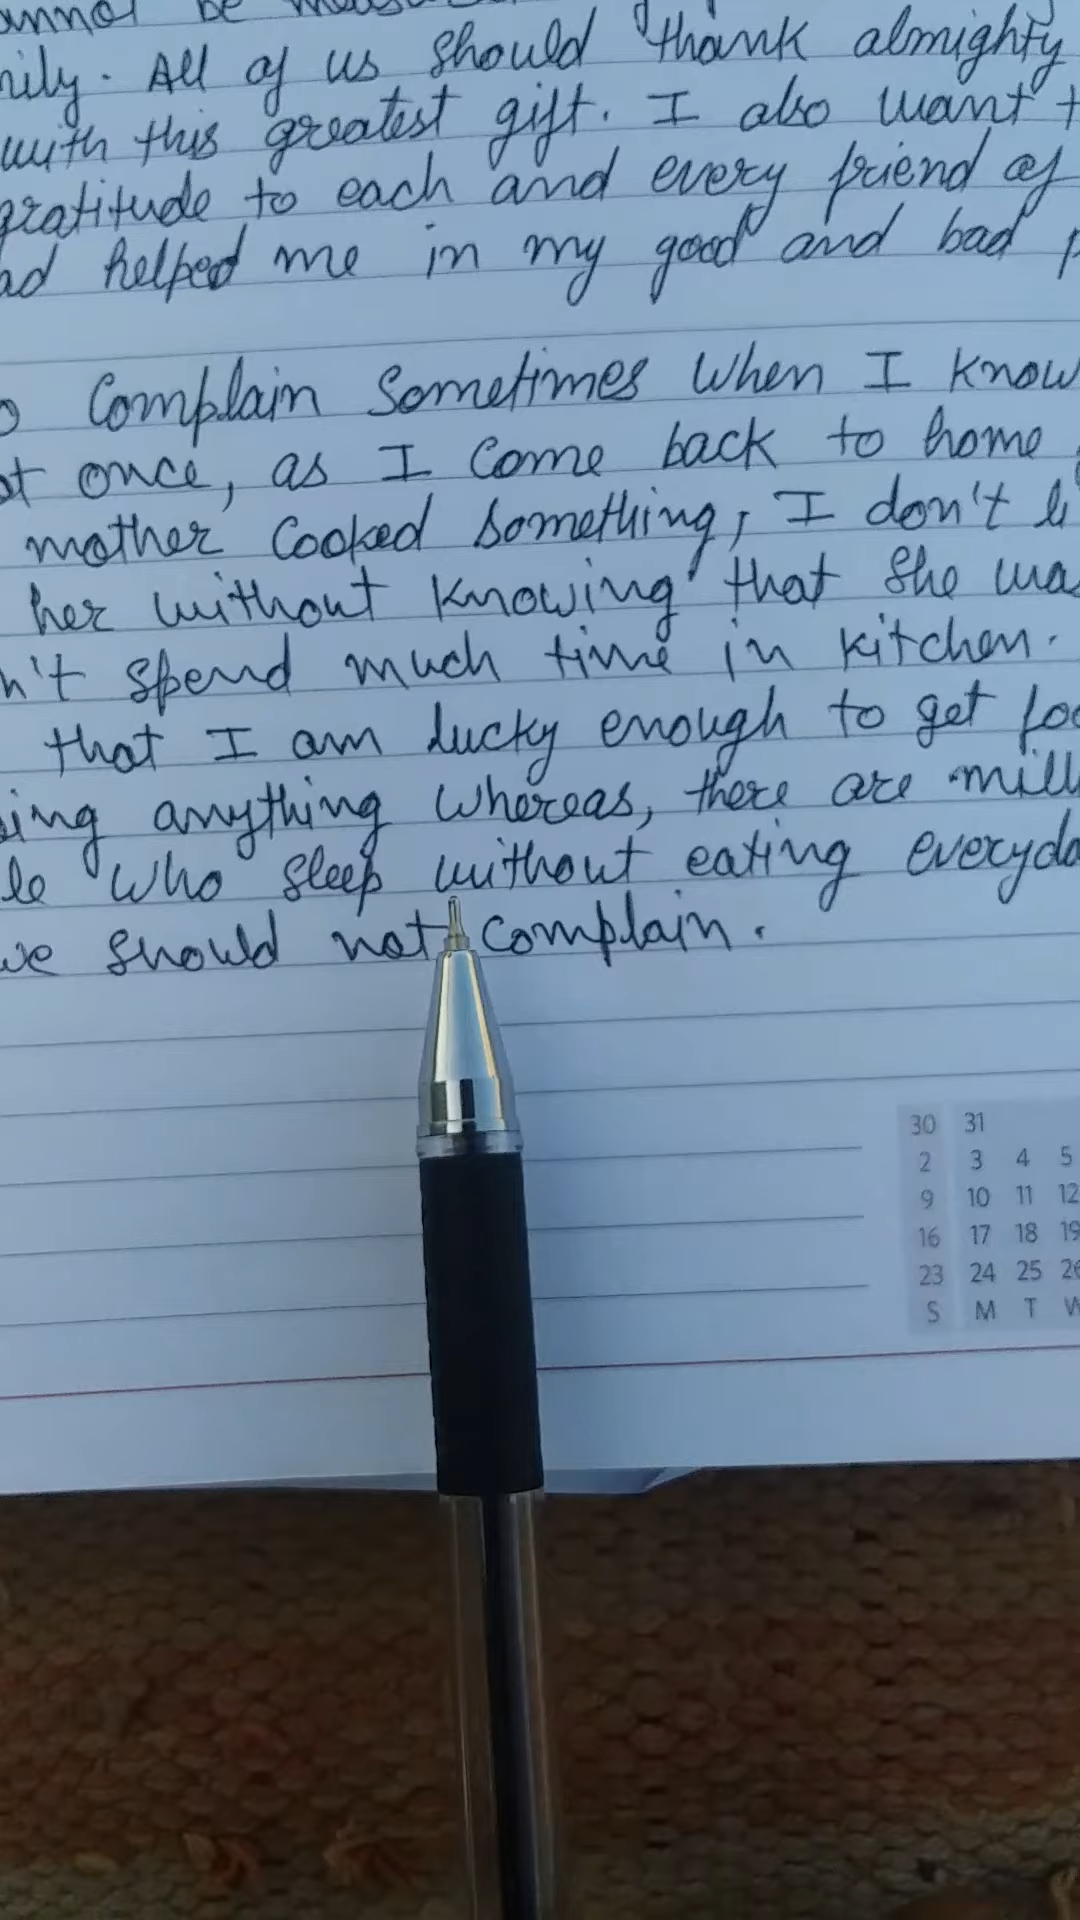 be
All of us should thank almighty
with this greatest gift. I also want
gratitude to each and every friend of
helped me in my good and bad
Complain Sometimes When I know
once, as I come back to home
mother Cooked Something, I don't
her without knowing that she
spend much time in kitchen.
that I am lucky enough to get
anything whereas, there are
who sleep without eating
we should not complain.
30 31
2 3 4 5
9 10 11 12
16 17 18 19
23 24 25 26
S M T W